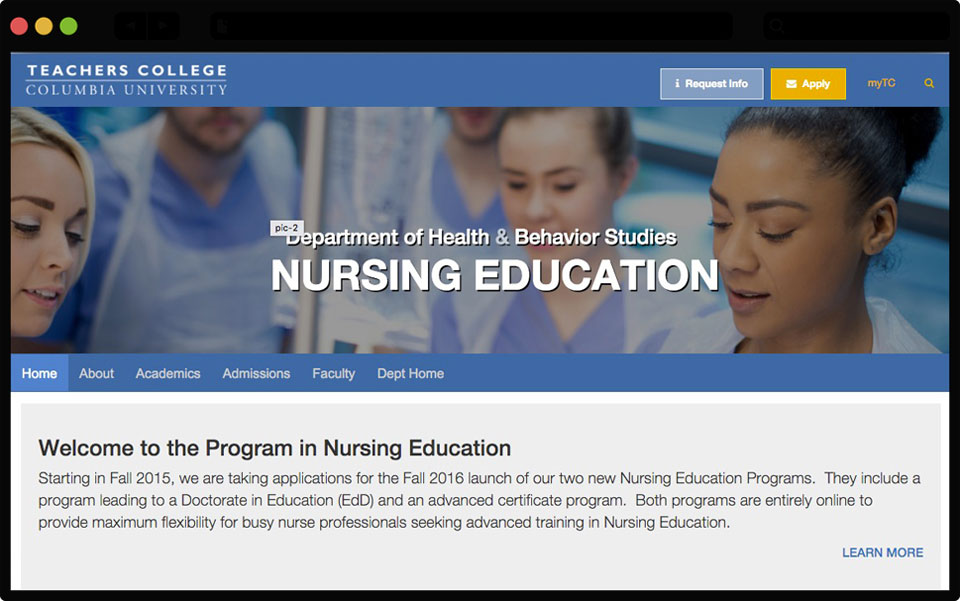 TEACHERS COLLEGE
COLUMBIA UNIVERSITY
i Request Info
Apply
myTC
pic-2
Department of Health & Behavior Studies
NURSING EDUCATION
Home
About
Academics
Admissions
Faculty
Dept Home
Welcome to the Program in Nursing Education
Starting in Fall 2015, we are taking applications for the Fall 2016 launch of our two new Nursing Education Programs. They include a
program leading to a Doctorate in Education (EdD) and an advanced certificate program. Both programs are entirely online to
provide maximum flexibility for busy nurse professionals seeking advanced training in Nursing Education.
LEARN MORE